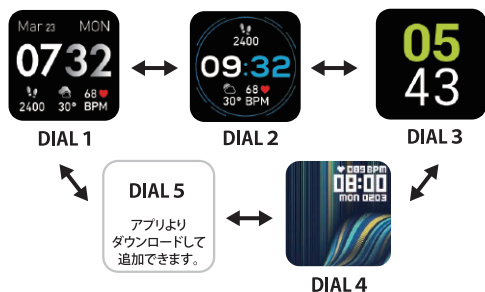 Mar 23 MON
07 32
2400 30° 68 BPM
DIAL 1
2400
09:32
30° 68 BPM
DIAL 2
05
43
DIAL 3
DIAL 5
アプリより
ダウンロードして
追加できます。
089 BPM
08:00
MON 0203
DIAL 4